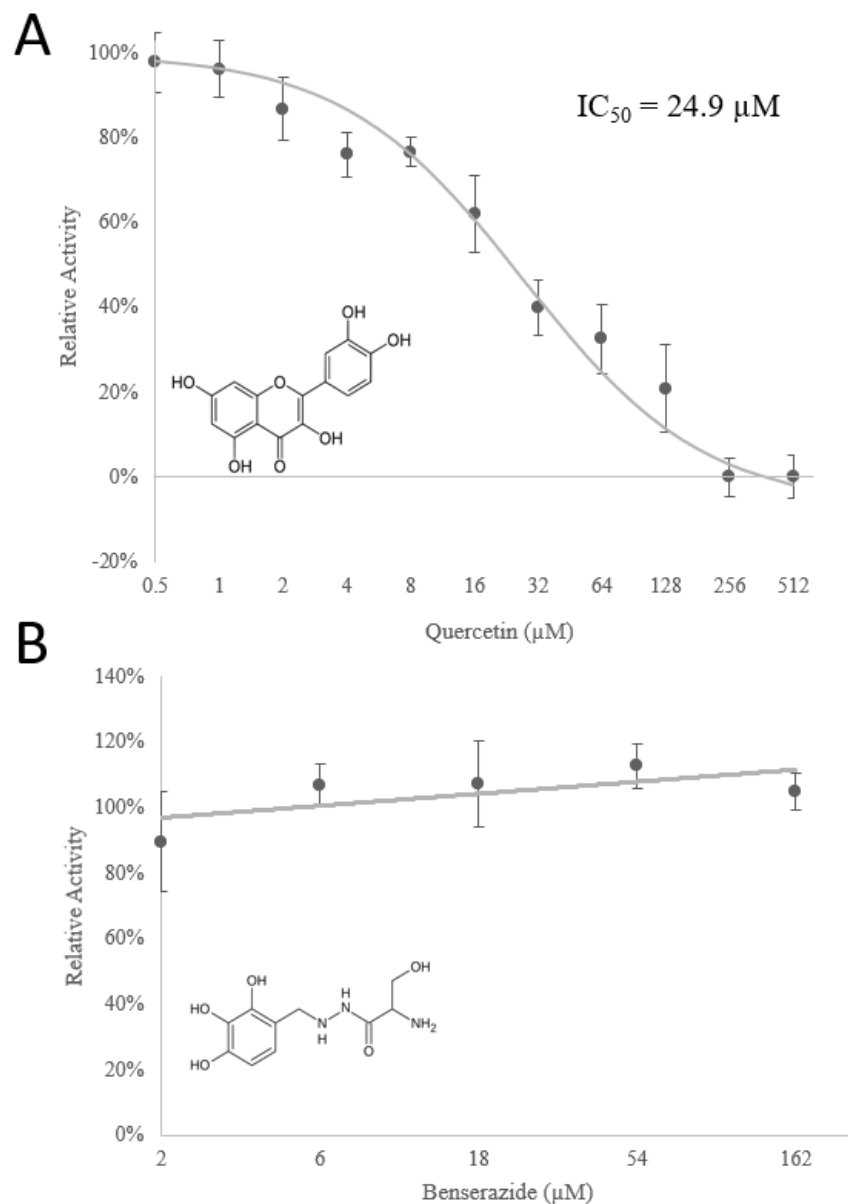 A
100%
IC50 = 24.9 µM
80%
60%
40%
20%
0%
-20%
Relative Activity
OH
HO
O
OH
OH
OH
O
0.5 1 2 4 8 16 32 64 128 256 512
Quercetin (µM)
B
140%
120%
100%
80%
60%
40%
20%
0%
Relative Activity
OH
OH
HO
H
N
N
H
NH2
HO
O
2 6 18 54 162
Benserazide (µM)